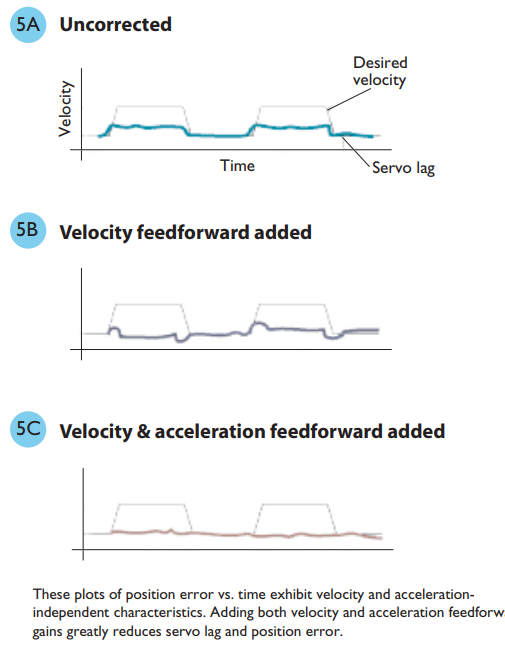 5A Uncorrected
Desired
velocity
Velocity
Time
Servo lag
5B Velocity feedforward added
5C Velocity & acceleration feedforward added
These plots of position error vs. time exhibit velocity and acceleration-
independent characteristics. Adding both velocity and acceleration feedforw
gains greatly reduces servo lag and position error.